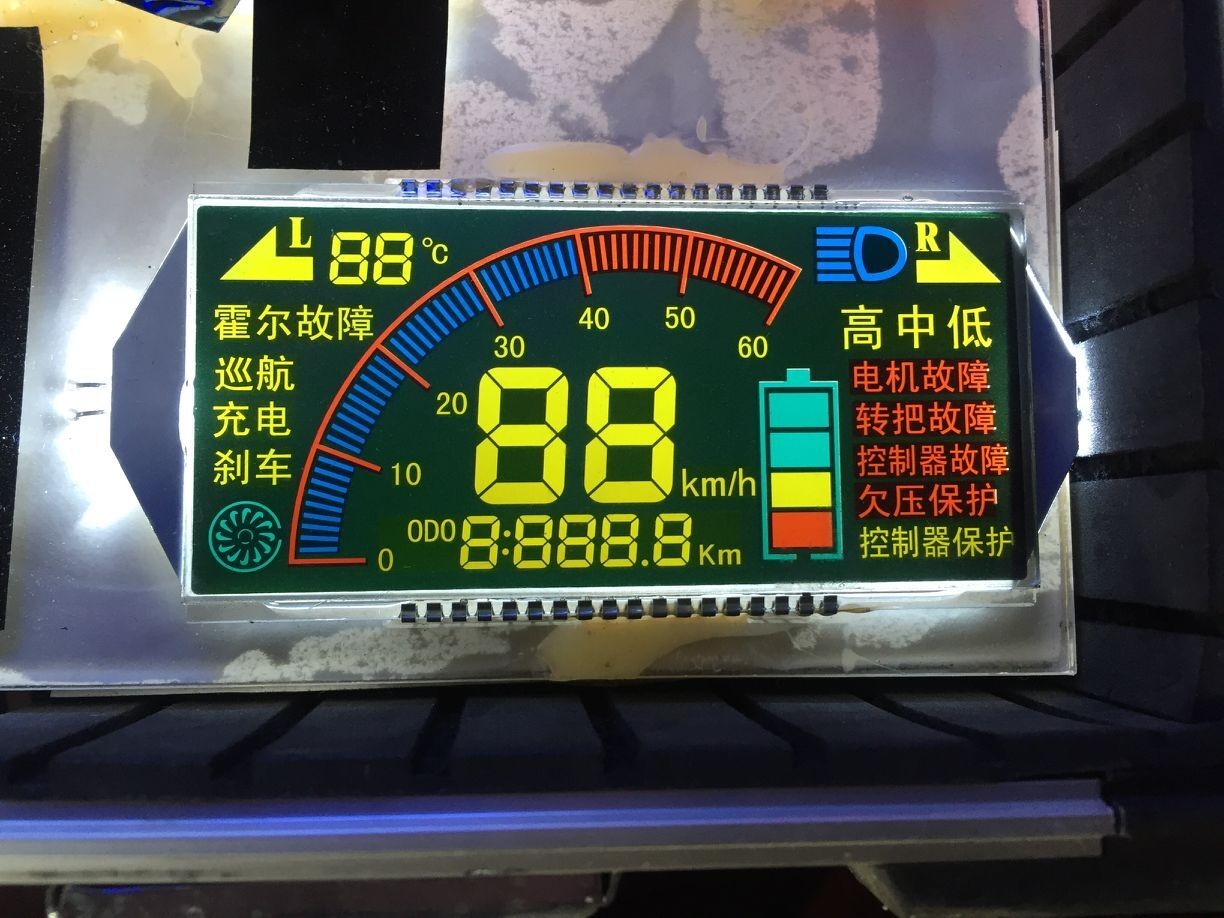 L 88℃
R
霍尔故障
巡航
充电
刹车
0
10
20
30
40
50
60
88 km/h
ODO 8:888.8 Km
高中低
电机故障
转把故障
控制器故障
欠压保护
控制器保护